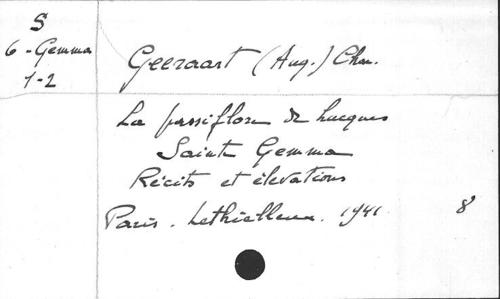 S
6 - Gemma
1-2
Geeraart (Aug.) Chan.
La passiflore de Lucques
Sainte Gemma
Récits et élevations
Paris. Lethielleux. 1941 8